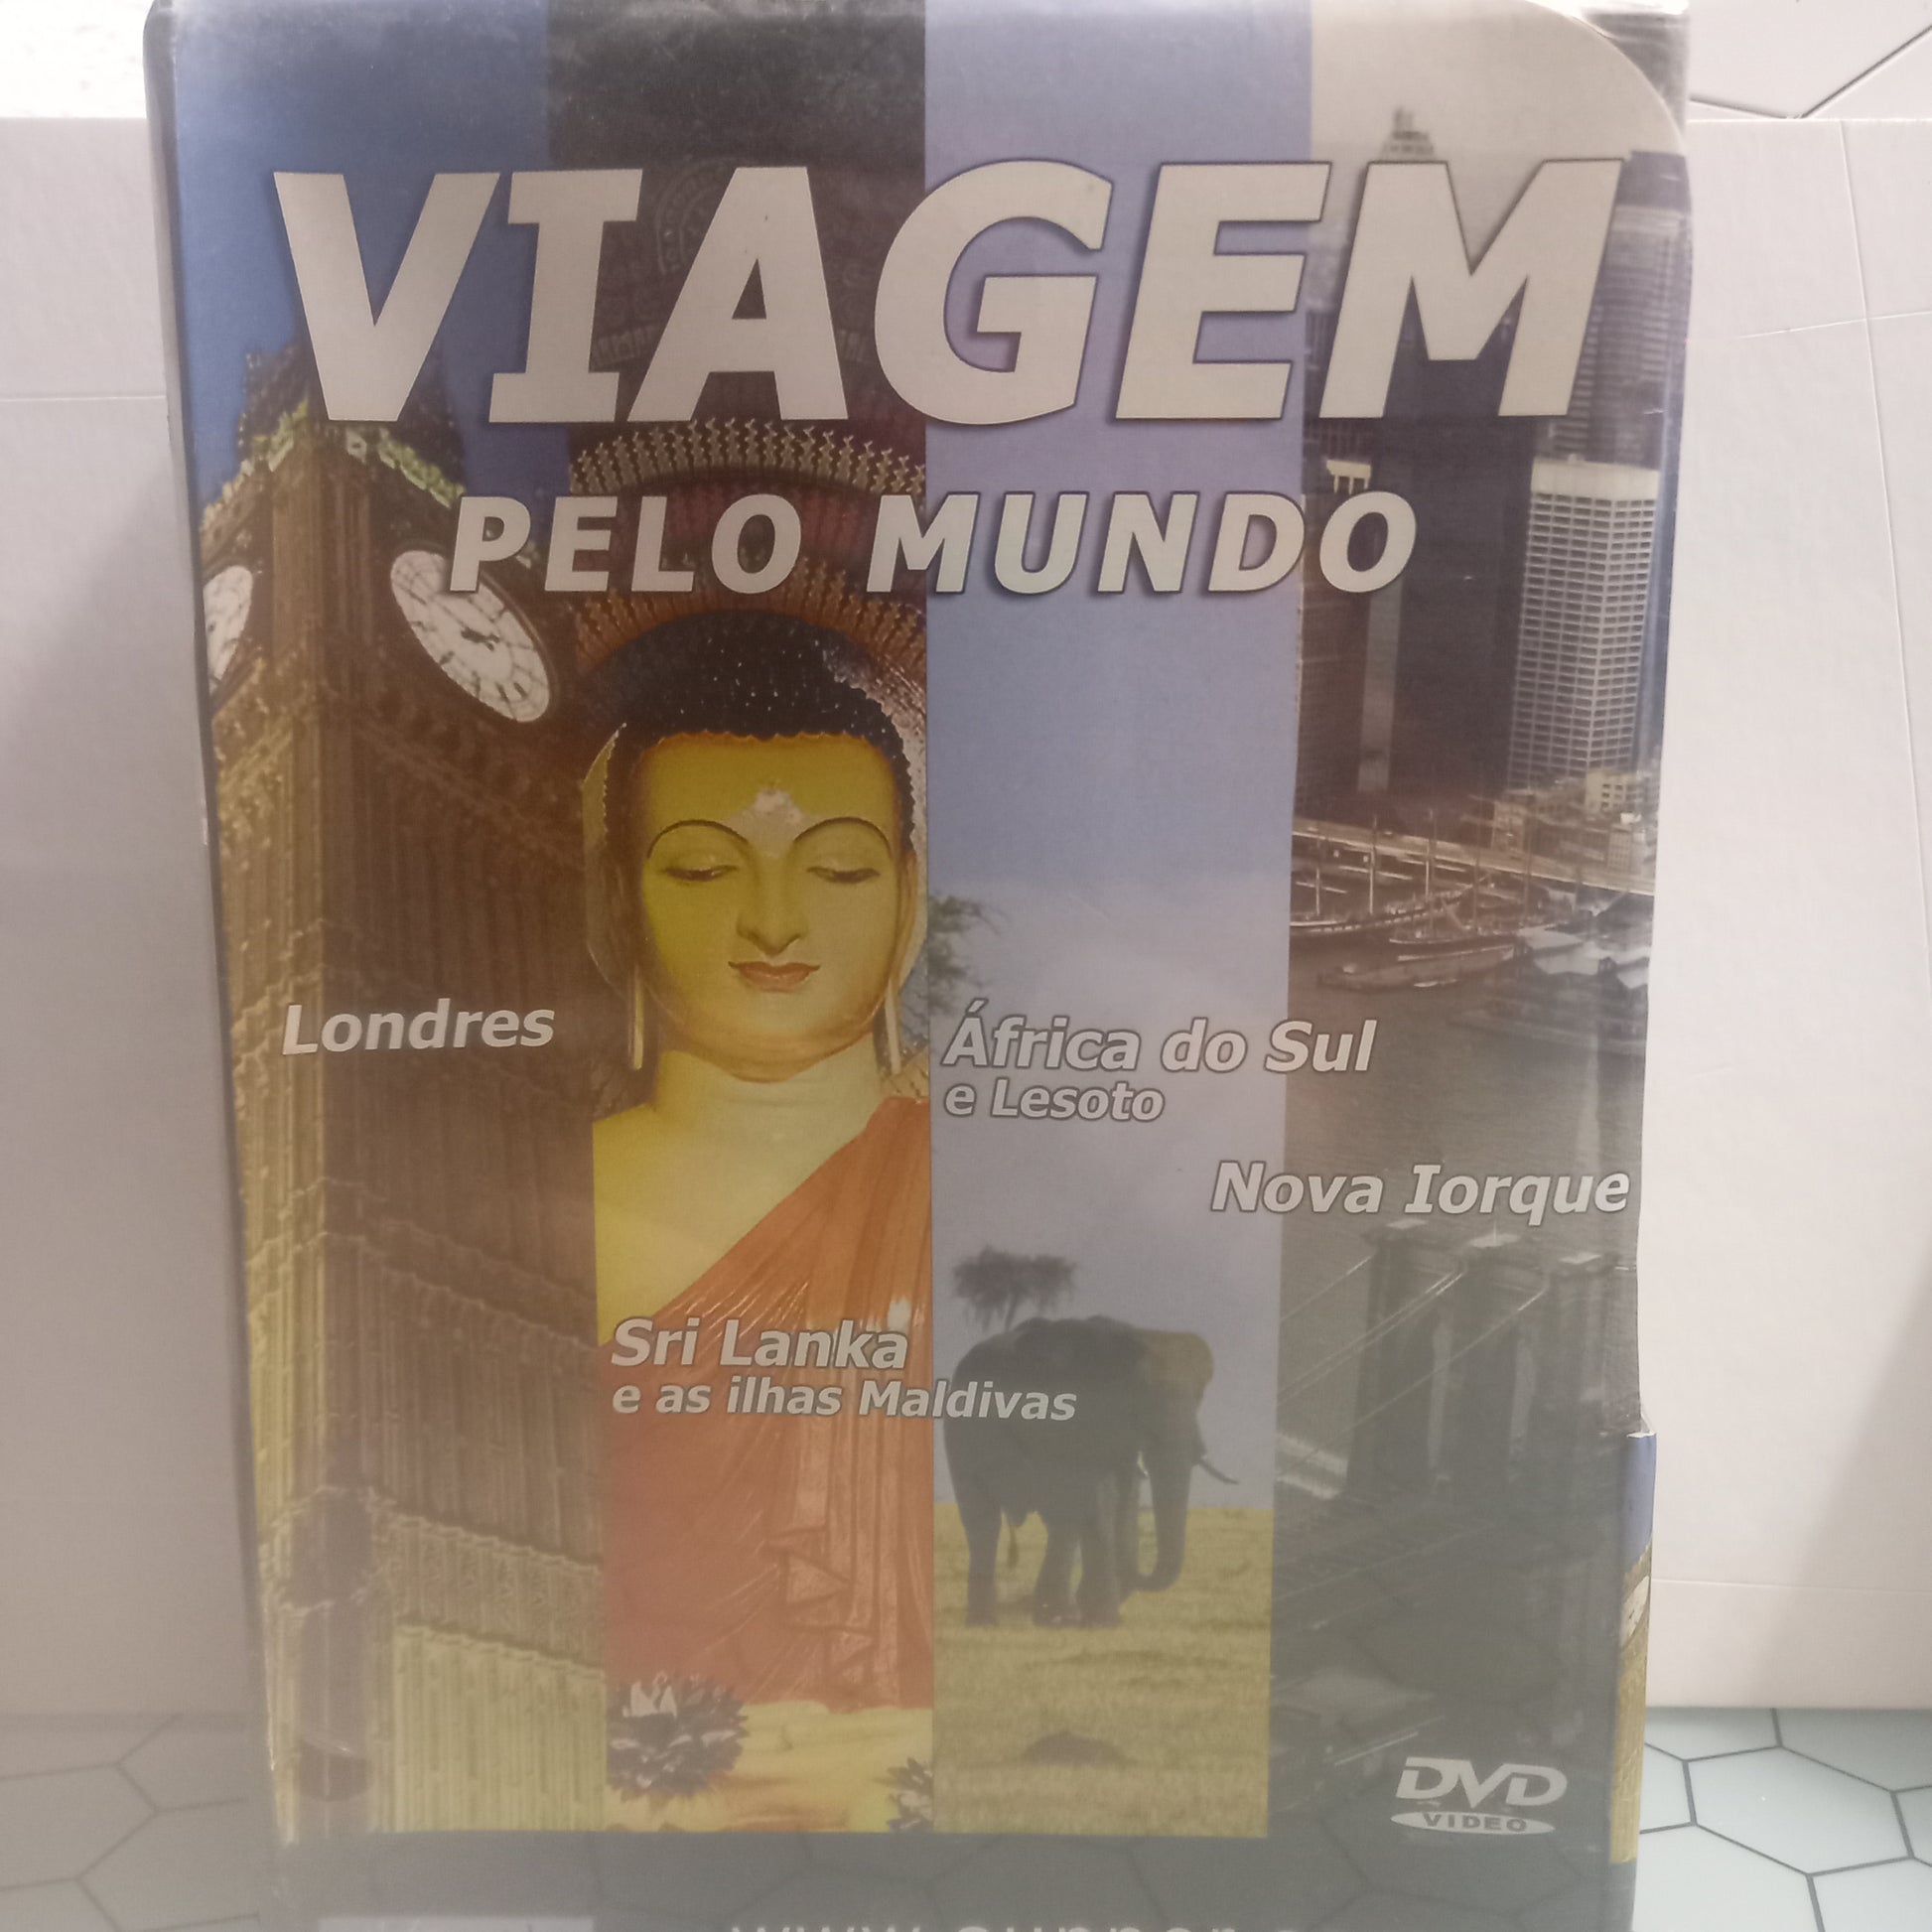 VIAGEM
PELO MUNDO
Londres
África do Sul
e Lesoto
Nova Iorque
Sri Lanka
e as ilhas Maldivas
DVD
VIDEO